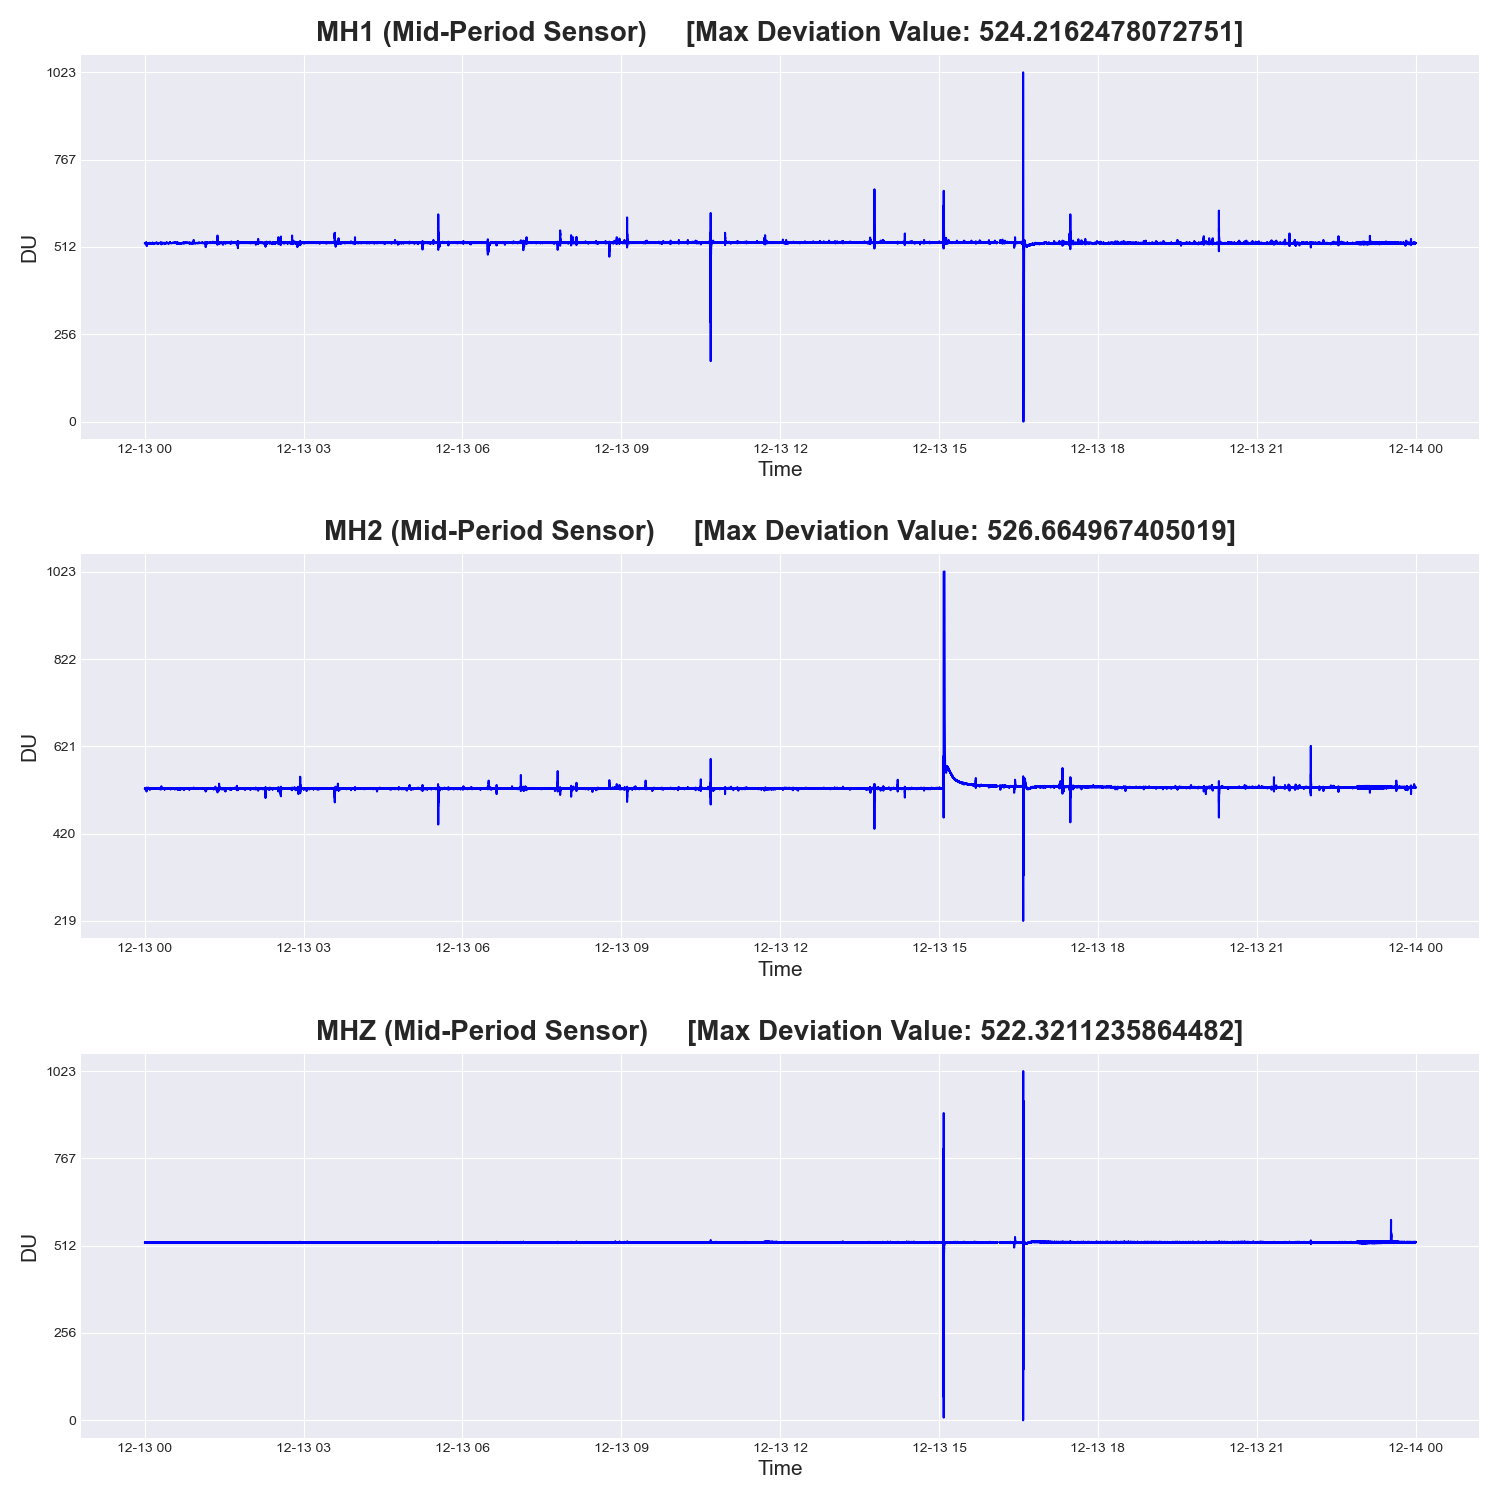 MH1 (Mid-Period Sensor) [Max Deviation Value: 524.2162478072751]
1023
767
512
256
0
DU
12-13 00 12-13 03 12-13 06 12-13 09 12-13 12 12-13 15 12-13 18 12-13 21 12-14 00
Time
MH2 (Mid-Period Sensor) [Max Deviation Value: 526.664967405019]
1023
822
621
420
219
DU
12-13 00 12-13 03 12-13 06 12-13 09 12-13 12 12-13 15 12-13 18 12-13 21 12-14 00
Time
MHZ (Mid-Period Sensor) [Max Deviation Value: 522.3211235864482]
1023
767
512
256
0
DU
12-13 00 12-13 03 12-13 06 12-13 09 12-13 12 12-13 15 12-13 18 12-13 21 12-14 00
Time